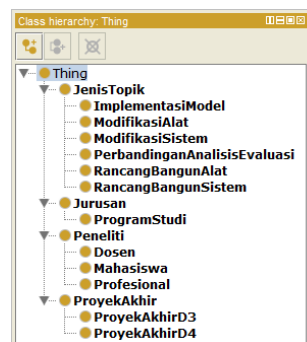 Class hierarchy: Thing
Thing
JenisTopik
ImplementasiModel
ModifikasiAlat
ModifikasiSistem
PerbandinganAnalisisEvaluasi
RancangBangunAlat
RancangBangunSistem
Jurusan
ProgramStudi
Peneliti
Dosen
Mahasiswa
Profesional
ProyekAkhir
ProyekAkhirD3
ProyekAkhirD4